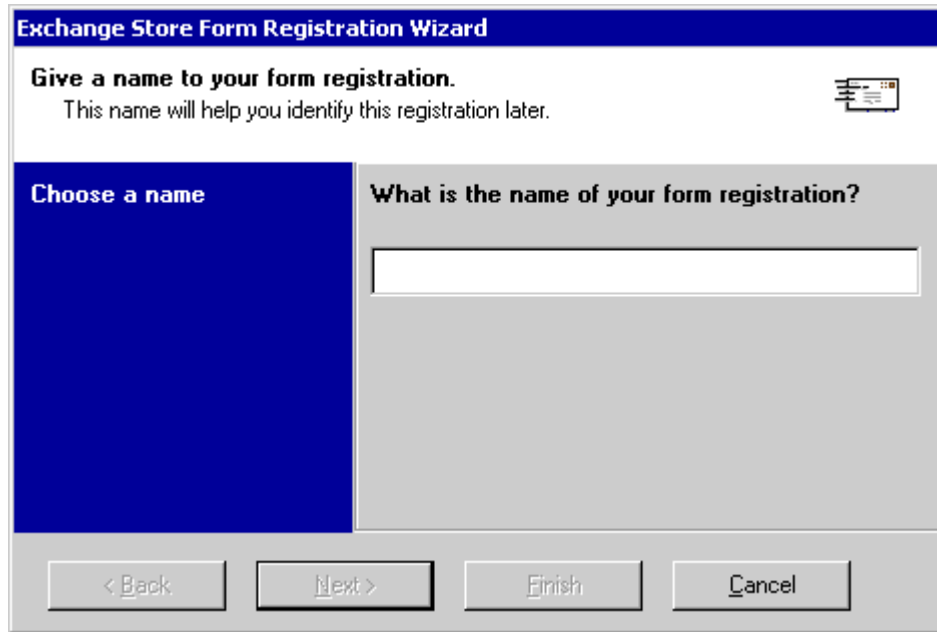 Exchange Store Form Registration Wizard
Give a name to your form registration.
This name will help you identify this registration later.
Choose a name
What is the name of your form registration?
< Back
Next >
Finish
Cancel